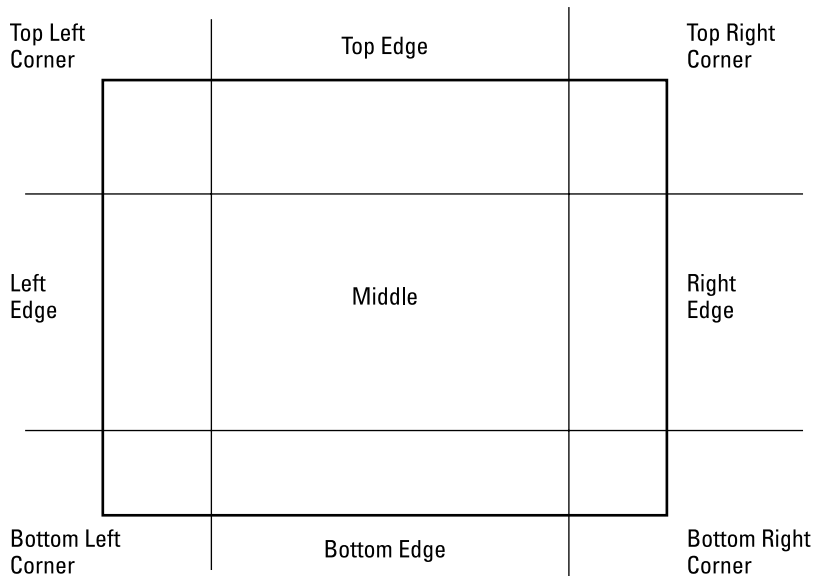 Top Left
Corner
Top Edge
Top Right
Corner
Left
Edge
Middle
Right
Edge
Bottom Left
Corner
Bottom Edge
Bottom Right
Corner